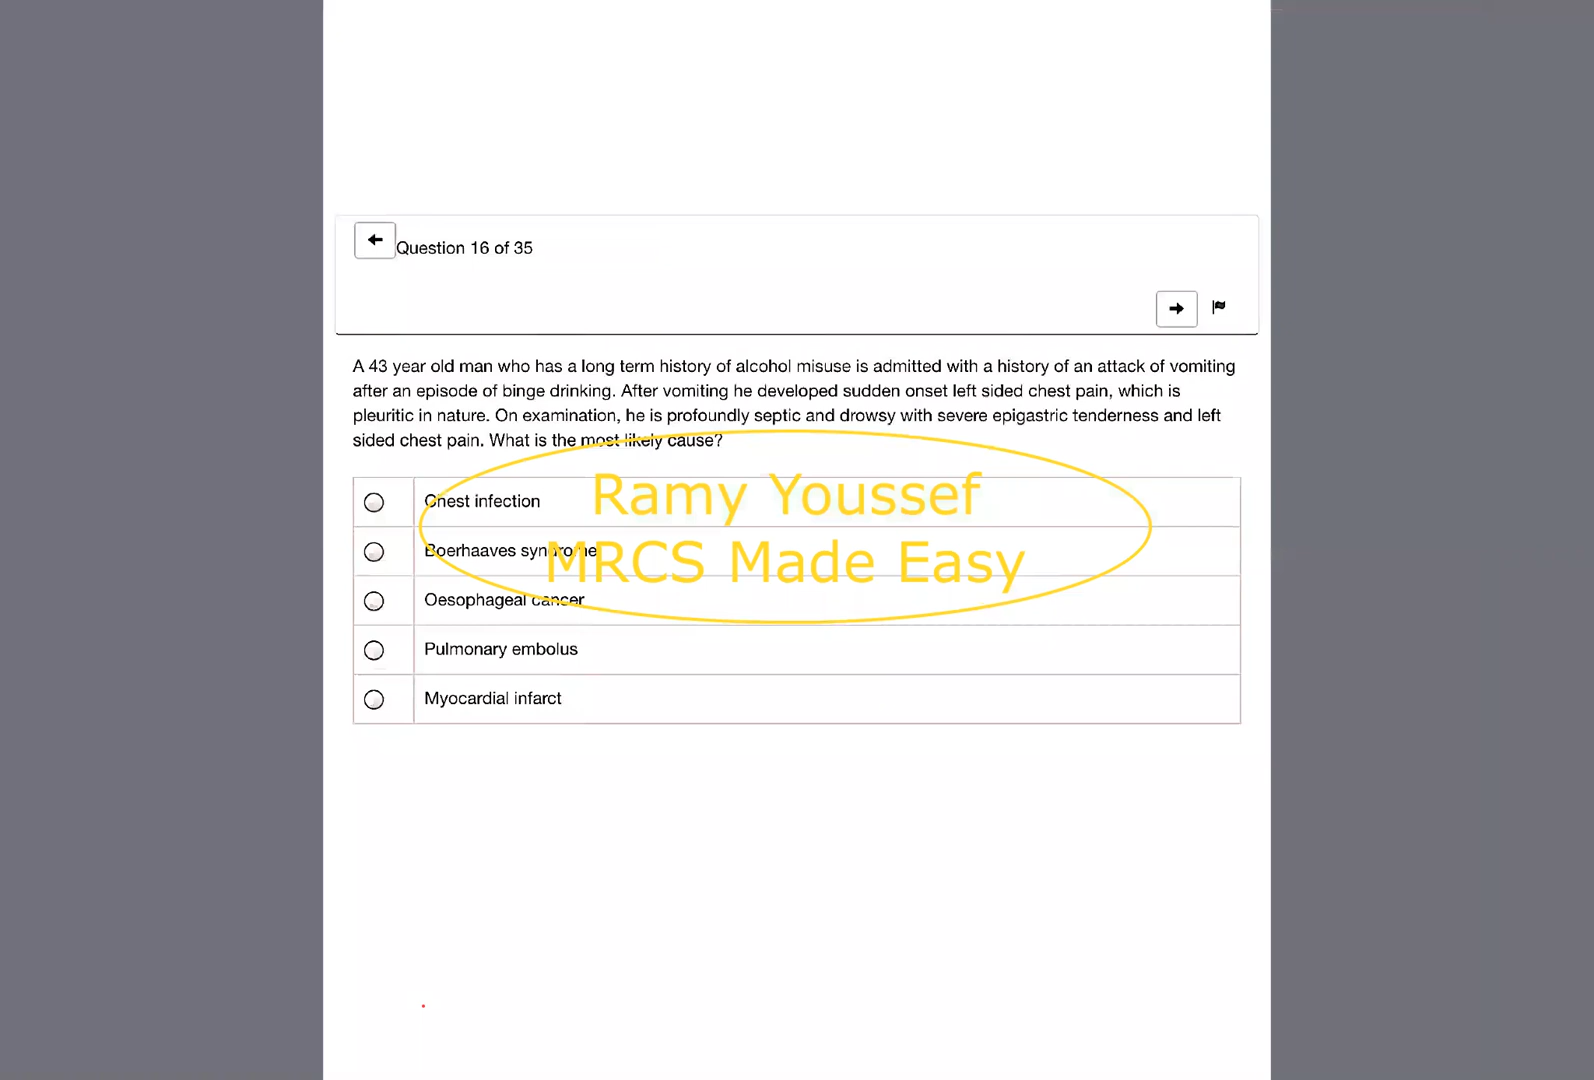 Question 16 of 35
A 43 year old man who has a long term history of alcohol misuse is admitted with a history of an attack of vomiting
after an episode of binge drinking. After vomiting he developed sudden onset left sided chest pain, which is
pleuritic in nature. On examination, he is profoundly septic and drowsy with severe epigastric tenderness and left
sided chest pain. What is the most likely cause?
Chest infection
Ramy Youssef
Boerhaaves syndrome
MRCS Made Easy
Oesophageal cancer
Pulmonary embolus
Myocardial infarct